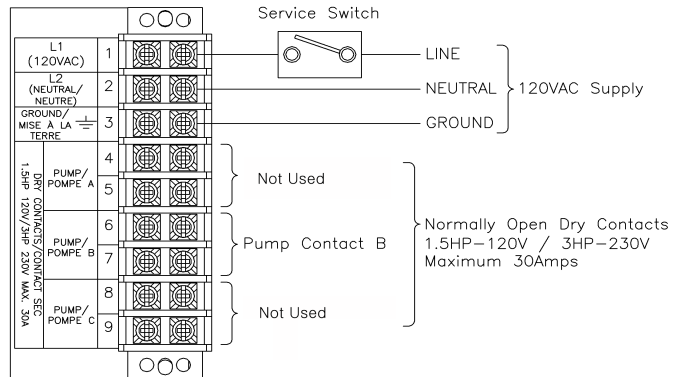 Service Switch
L1
(120VAC)
1
LINE
L2
(NEUTRAL/
NEUTRE)
2
NEUTRAL
120VAC Supply
GROUND/
MISE À LA
TERRE
3
GROUND
DRY CONTACTS/CONTACT SEC
1.5HP 120V/3HP 230V MAX. 30A
PUMP/
POMPE A
4
5
Not Used
PUMP/
POMPE B
6
7
Pump Contact B
PUMP/
POMPE C
8
9
Not Used
Normally Open Dry Contacts
1.5HP-120V / 3HP-230V
Maximum 30Amps